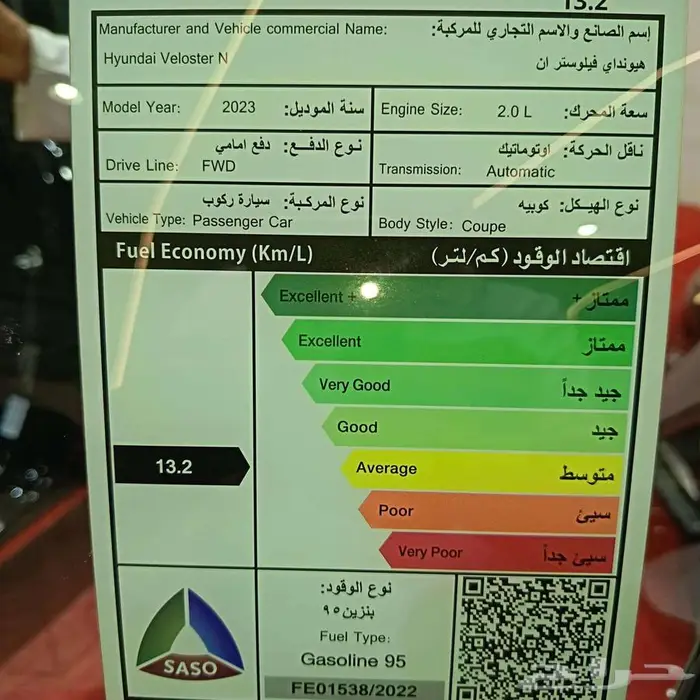 13.2
Manufacturer and Vehicle commercial Name: إسم الصانع والاسم التجاري للمركبة:
Hyundai Veloster N هيونداي فيلوستر ان
Model Year: 2023 سنة الموديل:
Engine Size: 2.0 L سعة المحرك:
نوع الدفع: دفع امامي
Drive Line: FWD
ناقل الحركة: اوتوماتيك
Transmission: Automatic
نوع المركبة: سيارة ركوب
Vehicle Type: Passenger Car
نوع الهيكل: كوبيه
Body Style: Coupe
Fuel Economy (Km/L) اقتصاد الوقود (كم/لتر)
Excellent + ممتاز +
Excellent ممتاز
Very Good جيد جداً
Good جيد
13.2
Average متوسط
Poor سيئ
Very Poor سيئ جداً
SASO
نوع الوقود:
بنزين ٩٥
Fuel Type:
Gasoline 95
FE01538/2022
حراج